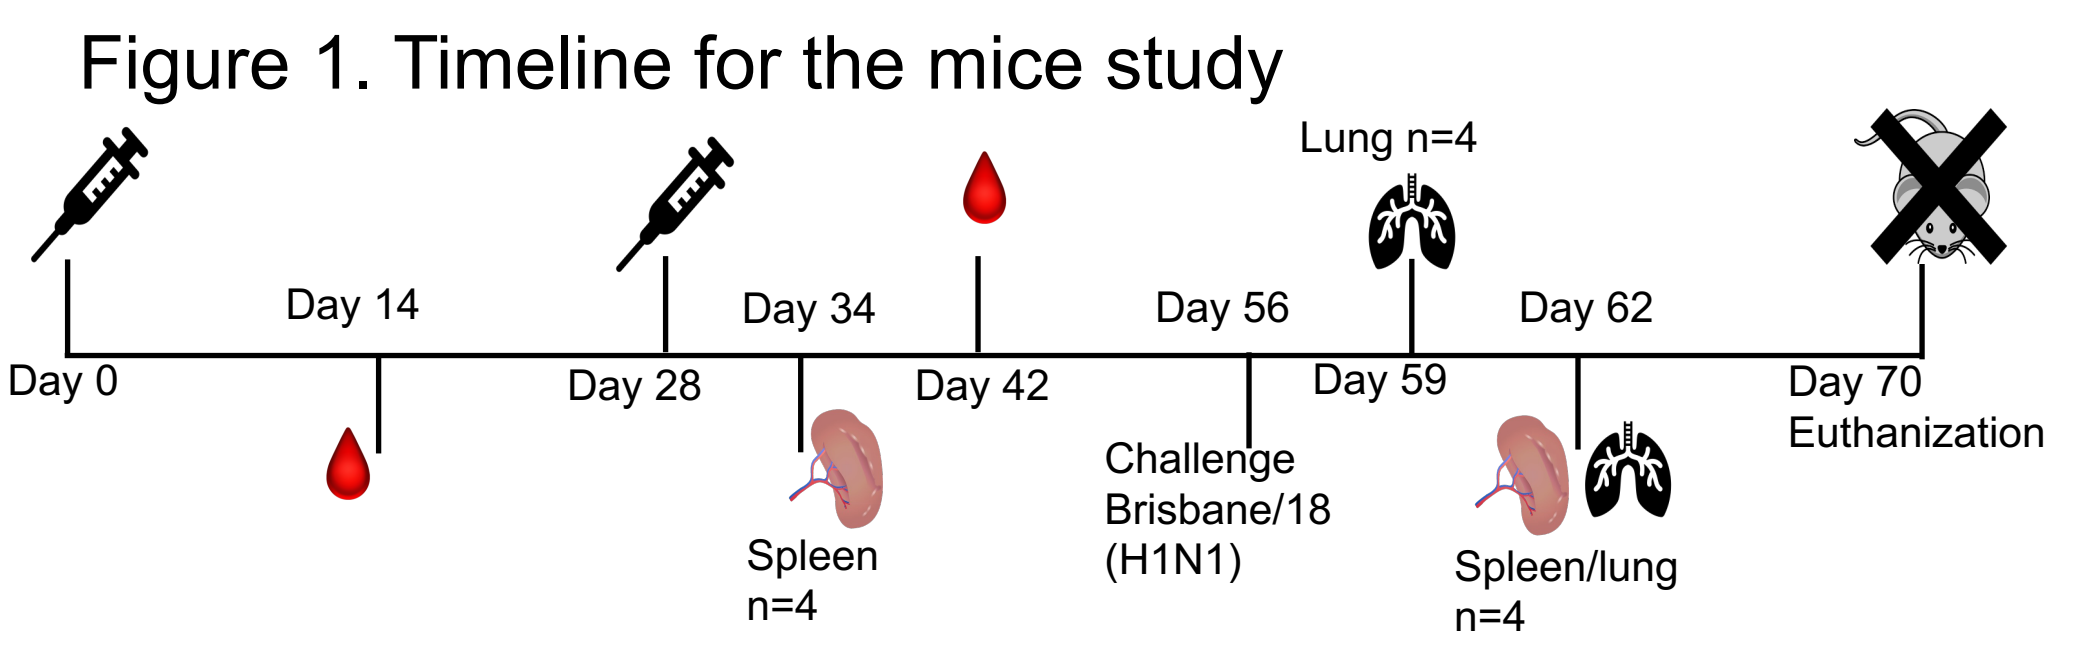 Figure 1. Timeline for the mice study
Lung n=4
Day 14
Day 34
Day 56
Day 62
Day 0
Day 28
Day 42
Day 59
Day 70
Euthanization
Challenge
Brisbane/18
(H1N1)
Spleen
n=4
Spleen/lung
n=4